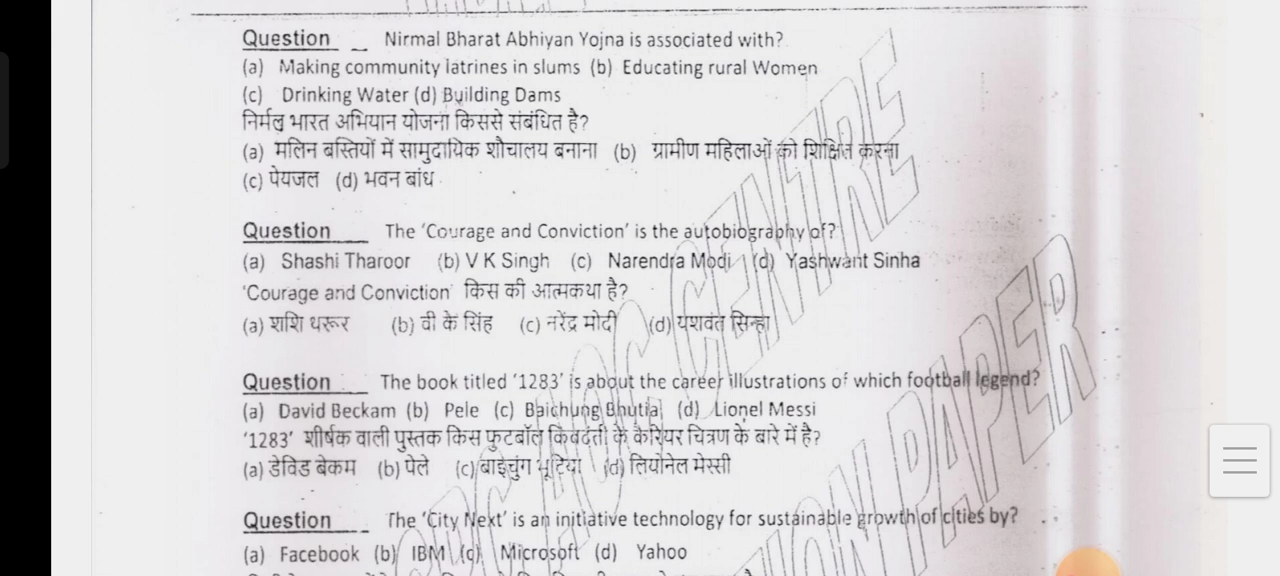 Question _ Nirmal Bharat Abhiyan Yojna is associated with?
(a) Making community latrines in slums (b) Educating rural Women
(c) Drinking Water (d) Building Dams
निर्मलु भारत अभियान योजना किससे संबंधित है?
(a) मलिन बस्तियों में सामुदायिक शौचालय बनाना (b) ग्रामीण महिलाओं को शिक्षित करना
(c) पेयजल (d) भवन बांध
Question The 'Courage and Conviction' is the autobiography of?
(a) Shashi Tharoor (b) V K Singh (c) Narendra Modi (d) Yashwant Sinha
'Courage and Conviction' किस की आत्मकथा है?
(a) शशि थरूर (b) वी के सिंह (c) नरेंद्र मोदी (d) यशवंत सिन्हा
Question The book titled '1283' is about the career illustrations of which football legend?
(a) David Beckam (b) Pele (c) Baichung Bhutia (d) Lionel Messi
'1283' शीर्षक वाली पुस्तक किस फुटबॉल किंवदंती के कैरियर चित्रण के बारे में है?
(a) डेविड बेकम (b) पेले (c) बाईचुंग भूटिया (d) लियोनेल मेस्सी
Question The 'City Next' is an initiative technology for sustainable growth of cities by?
(a) Facebook (b) IBM (c) Microsoft (d) Yahoo
CENTRE
PAPER